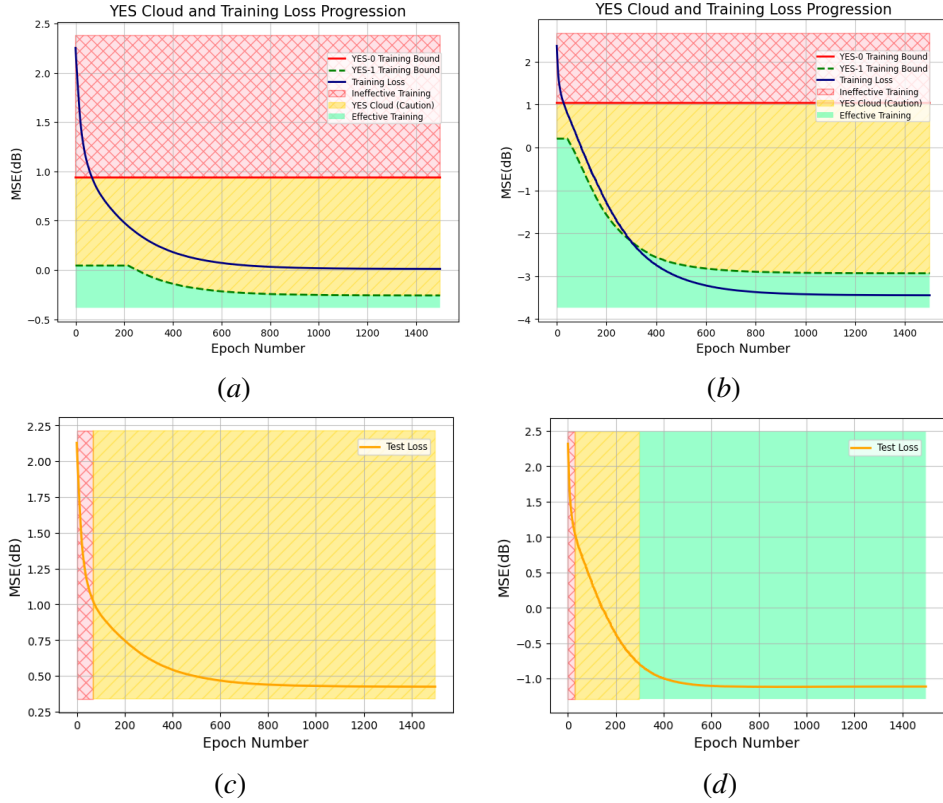 YES Cloud and Training Loss Progression
2.5
2.0
1.5
1.0
0.5
0.0
−0.5
MSE(dB)
YES-0 Training Bound
YES-1 Training Bound
Training Loss
Ineffective Training
YES Cloud (Caution)
Effective Training
0 200 400 600 800 1000 1200 1400
Epoch Number
(a)
YES Cloud and Training Loss Progression
2
1
0
−1
−2
−3
−4
MSE(dB)
YES-0 Training Bound
YES-1 Training Bound
Training Loss
Ineffective Training
YES Cloud (Caution)
Effective Training
0 200 400 600 800 1000 1200 1400
Epoch Number
(b)
2.25
2.00
1.75
1.50
1.25
1.00
0.75
0.50
0.25
MSE(dB)
Test Loss
0 200 400 600 800 1000 1200 1400
Epoch Number
(c)
2.5
2.0
1.5
1.0
0.5
0.0
−0.5
−1.0
MSE(dB)
Test Loss
0 200 400 600 800 1000 1200 1400
Epoch Number
(d)